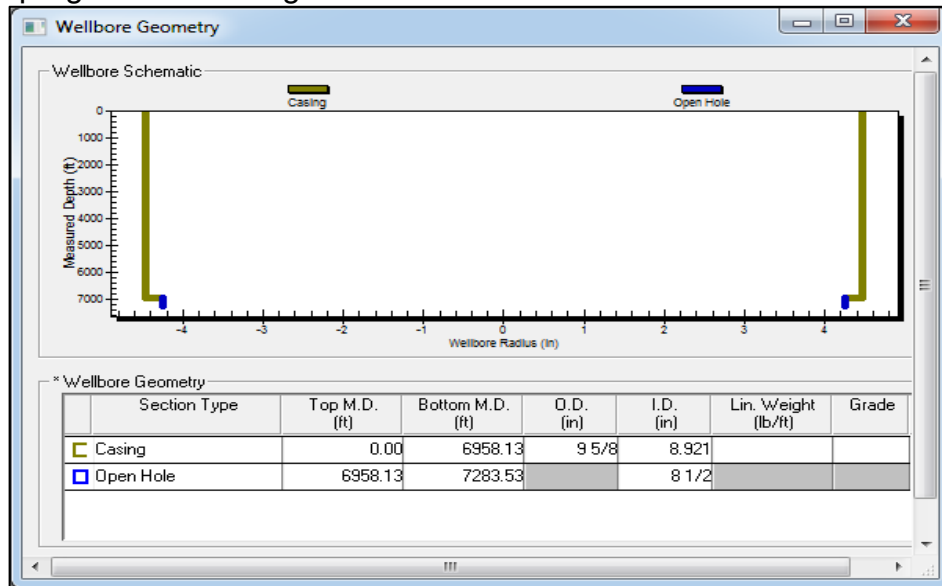 Wellbore Geometry
Wellbore Schematic
Casing
Open Hole
0
1000
2000
3000
4000
5000
6000
7000
Measured Depth (ft)
-4 -3 -2 -1 0 1 2 3 4
Wellbore Radius (in)
* Wellbore Geometry
Section Type Top M.D. (ft) Bottom M.D. (ft) O.D. (in) I.D. (in) Lin. Weight (lb/ft) Grade
Casing 0.00 6958.13 9 5/8 8.921
Open Hole 6958.13 7283.53 8 1/2